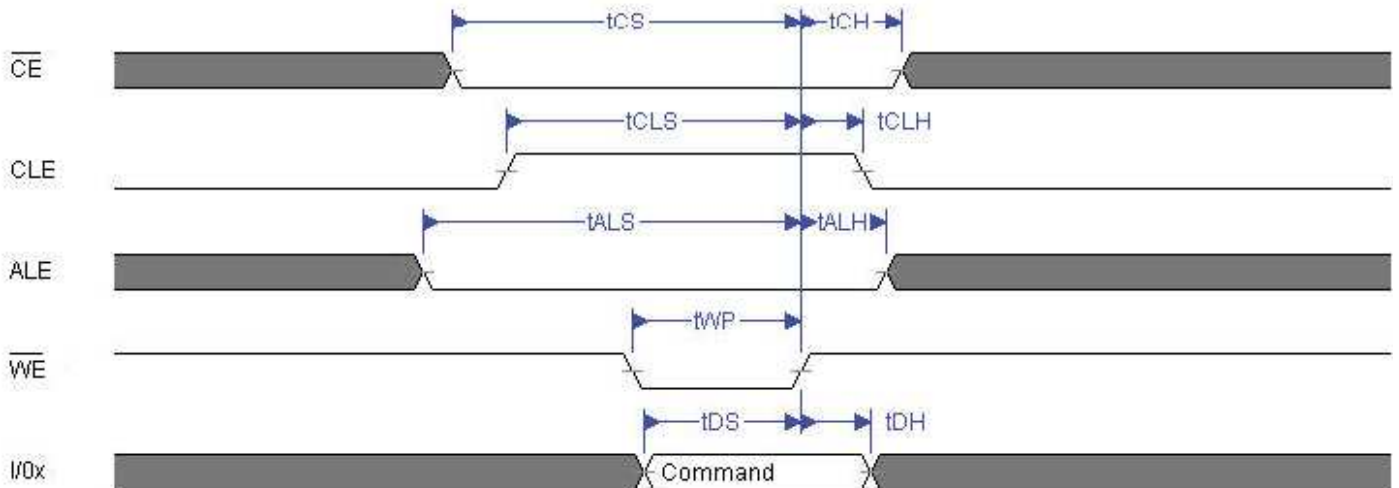 tCS tCH
CE
tCLS tCLH
CLE
tALS tALH
ALE
tWP
WE
tDS tDH
I/0x Command